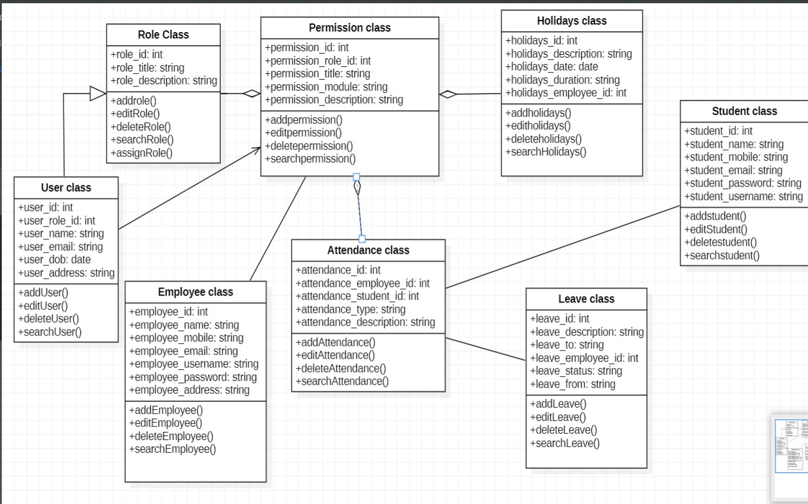 Role Class
+role_id: int
+role_title: string
+role_description: string
+addrole()
+editRole()
+deleteRole()
+searchRole()
+assignRole()
Permission class
+permission_id: int
+permission_role_id: int
+permission_title: string
+permission_module: string
+permission_description: string
+addpermission()
+editpermission()
+deletepermission()
+searchpermission()
Holidays class
+holidays_id: int
+holidays_description: string
+holidays_date: date
+holidays_duration: string
+holidays_employee_id: int
+addholidays()
+editholidays()
+deleteholidays()
+searchHolidays()
Student class
+student_id: int
+student_name: string
+student_mobile: string
+student_email: string
+student_password: string
+student_username: string
+addstudent()
+editStudent()
+deletestudent()
+searchstudent()
User class
+user_id: int
+user_role_id: int
+user_name: string
+user_email: string
+user_dob: date
+user_address: string
+addUser()
+editUser()
+deleteUser()
+searchUser()
Employee class
+employee_id: int
+employee_name: string
+employee_mobile: string
+employee_email: string
+employee_username: string
+employee_password: string
+employee_address: string
+addEmployee()
+editEmployee()
+deleteEmployee()
+searchEmployee()
Attendance class
+attendance_id: int
+attendance_employee_id: int
+attendance_student_id: int
+attendance_type: string
+attendance_description: string
+addAttendance()
+editAttendance()
+deleteAttendance()
+searchAttendance()
Leave class
+leave_id: int
+leave_description: string
+leave_to: string
+leave_employee_id: int
+leave_status: string
+leave_from: string
+addLeave()
+editLeave()
+deleteLeave()
+searchLeave()